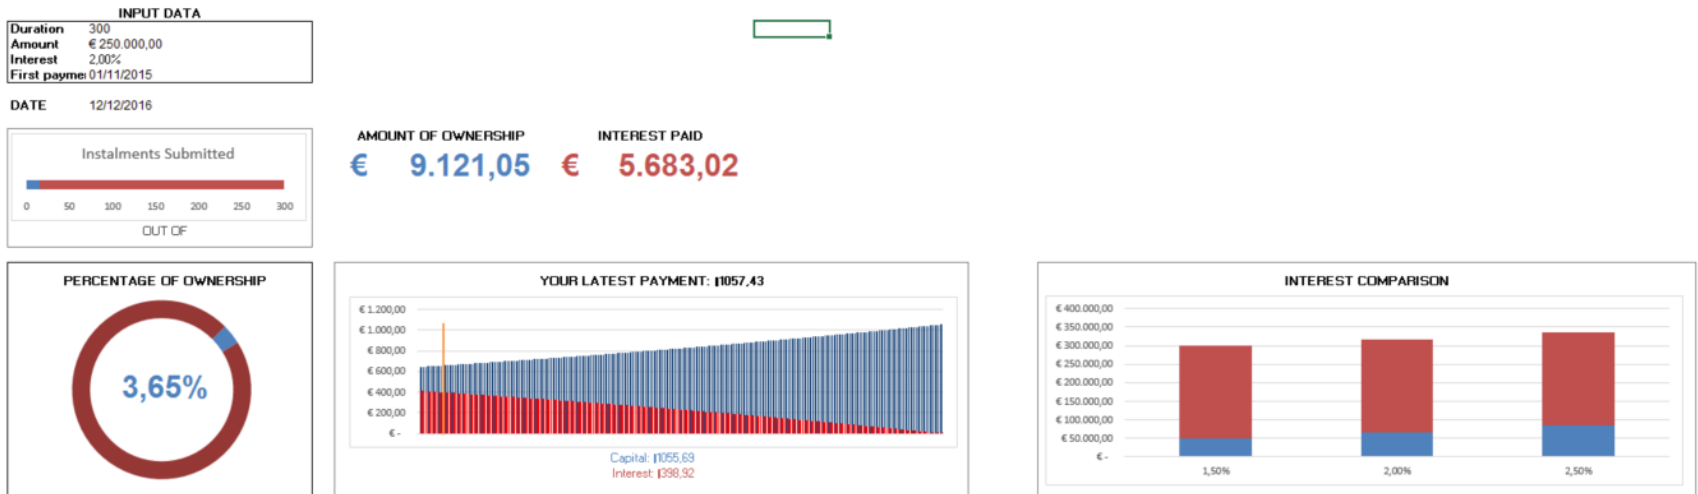 INPUT DATA
Duration 300
Amount € 250.000,00
Interest 2,00%
First payme 01/11/2015
DATE 12/12/2016
Instalments Submitted
0 50 100 150 200 250 300
OUT OF
AMOUNT OF OWNERSHIP
€ 9.121,05
INTEREST PAID
€ 5.683,02
PERCENTAGE OF OWNERSHIP
3,65%
YOUR LATEST PAYMENT: 1057,43
€ 1.200,00
€ 1.000,00
€ 800,00
€ 600,00
€ 400,00
€ 200,00
€ -
Capital: 1055,69
Interest: 398,92
INTEREST COMPARISON
€ 400.000,00
€ 350.000,00
€ 300.000,00
€ 250.000,00
€ 200.000,00
€ 150.000,00
€ 100.000,00
€ 50.000,00
€ -
1,50% 2,00% 2,50%